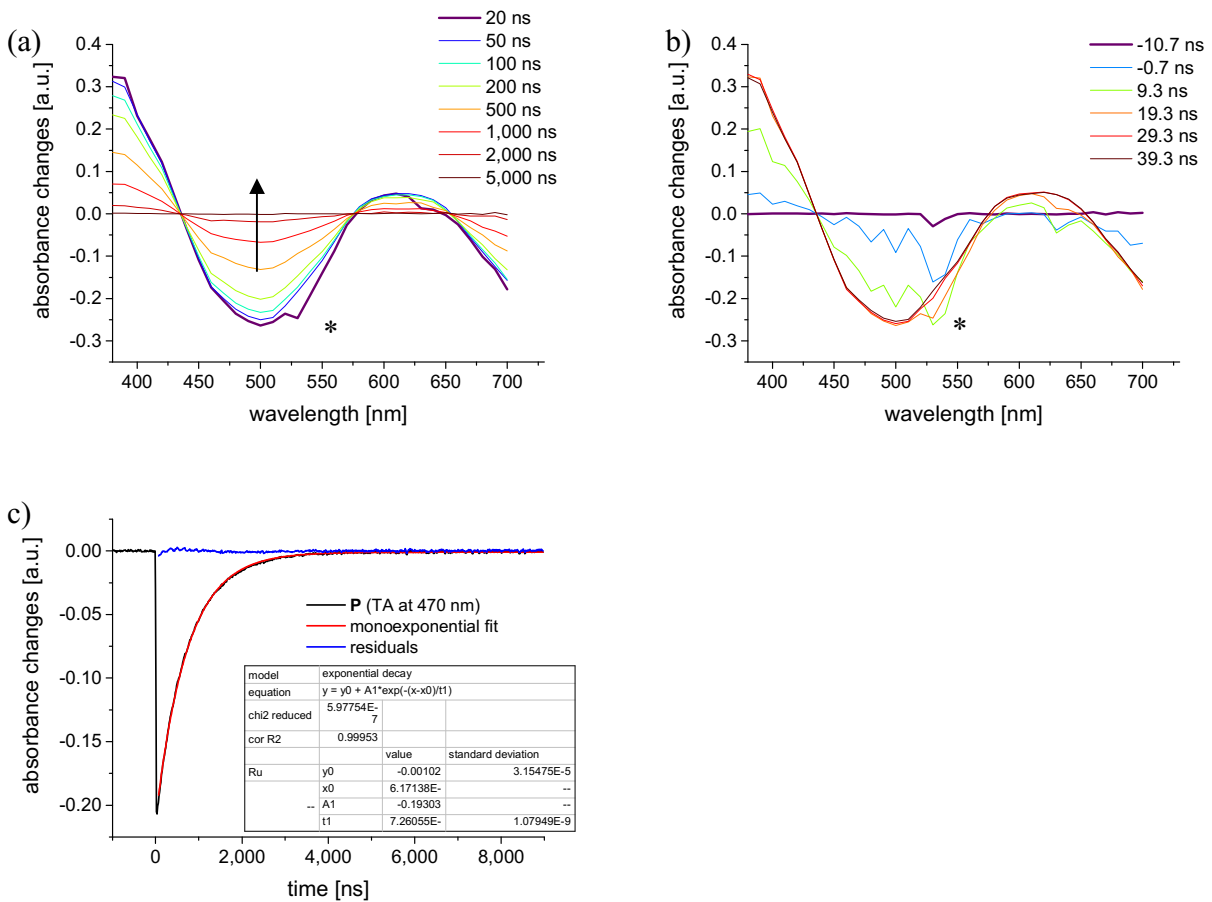 (a)
20 ns
50 ns
100 ns
200 ns
500 ns
1,000 ns
2,000 ns
5,000 ns
0.4
0.3
0.2
0.1
0.0
-0.1
-0.2
-0.3
absorbance changes [a.u.]
*
400 450 500 550 600 650 700
wavelength [nm]
b)
-10.7 ns
-0.7 ns
9.3 ns
19.3 ns
29.3 ns
39.3 ns
0.4
0.3
0.2
0.1
0.0
-0.1
-0.2
-0.3
absorbance changes [a.u.]
*
400 450 500 550 600 650 700
wavelength [nm]
c)
0.00
-0.05
-0.10
-0.15
-0.20
absorbance changes [a.u.]
P (TA at 470 nm)
monoexponential fit
residuals
model exponential decay
equation y = y0 + A1*exp(-(x-x0)/t1)
chi2 reduced 5.97754E-
7
cor R2 0.99953
value standard deviation
Ru y0 -0.00102 3.15475E-5
x0 6.17138E- --
-- A1 -0.19303 --
t1 7.26055E- 1.07949E-9
0 2,000 4,000 6,000 8,000
time [ns]